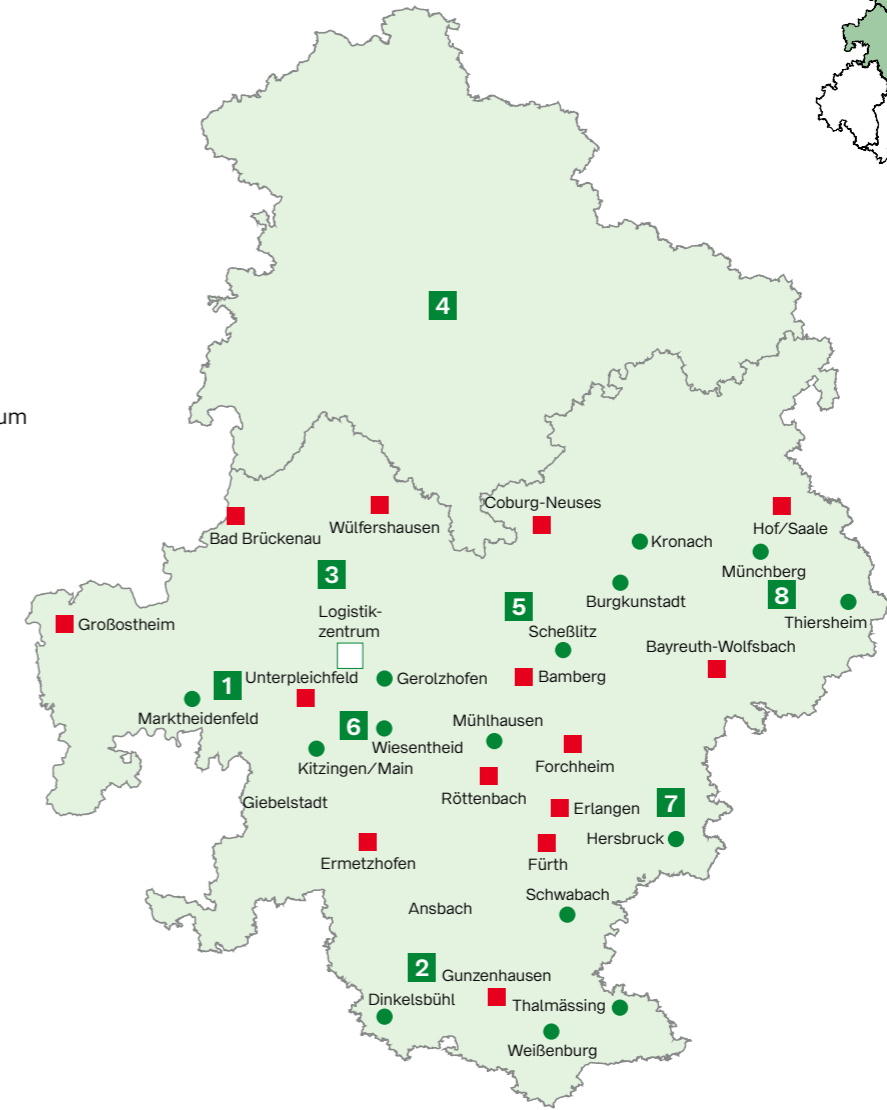 4
um
Coburg-Neuses
Wülfershausen
Hof/Saale
Bad Brückenau
Kronach
Münchberg
3
8
Burgkunstadt
5
Logistik-
zentrum
Thiersheim
Großostheim
Scheßlitz
Bayreuth-Wolfsbach
Unterpleichfeld
Gerolzhofen
Bamberg
1
Marktheidenfeld
Mühlhausen
6
Wiesentheid
Kitzingen/Main
Forchheim
Röttenbach
7
Giebelstadt
Erlangen
Hersbruck
Ermetzhofen
Fürth
Schwabach
Ansbach
2
Gunzenhausen
Dinkelsbühl
Thalmässing
Weißenburg